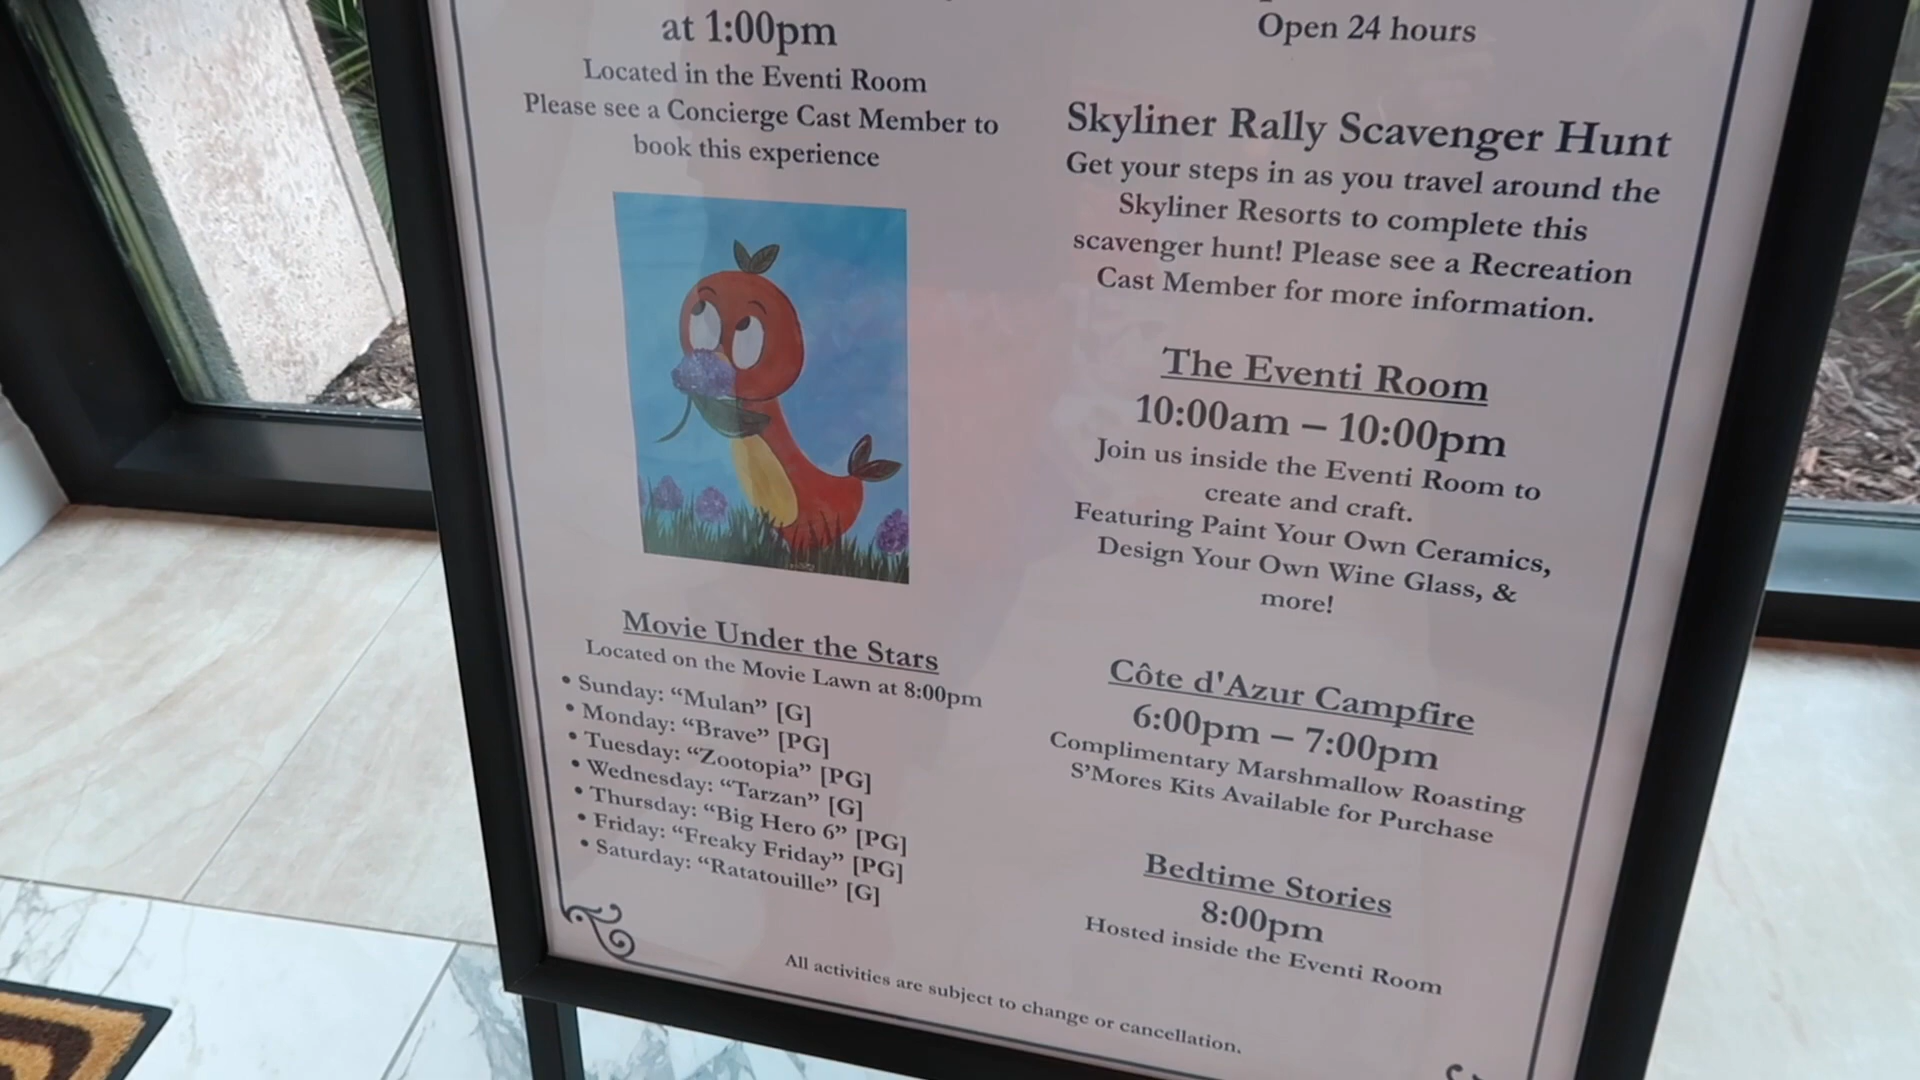 at 1:00pm
Located in the Eventi Room
Please see a Concierge Cast Member to
book this experience
Movie Under the Stars
Located on the Movie Lawn at 8:00pm
• Sunday: “Mulan” [G]
• Monday: “Brave” [PG]
• Tuesday: “Zootopia” [PG]
• Wednesday: “Tarzan” [G]
• Thursday: “Big Hero 6” [PG]
• Friday: “Freaky Friday” [PG]
• Saturday: “Ratatouille” [G]
Open 24 hours
Skyliner Rally Scavenger Hunt
Get your steps in as you travel around the
Skyliner Resorts to complete this
scavenger hunt! Please see a Recreation
Cast Member for more information.
The Eventi Room
10:00am – 10:00pm
Join us inside the Eventi Room to
create and craft.
Featuring Paint Your Own Ceramics,
Design Your Own Wine Glass, &
more!
Côte d'Azur Campfire
6:00pm – 7:00pm
Complimentary Marshmallow Roasting
S’Mores Kits Available for Purchase
Bedtime Stories
8:00pm
Hosted inside the Eventi Room
All activities are subject to change or cancellation.